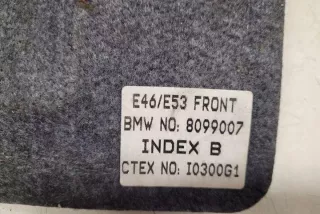 E46/E53 FRONT
BMW NO: 8099007
INDEX B
CTEX NO: I0300G1